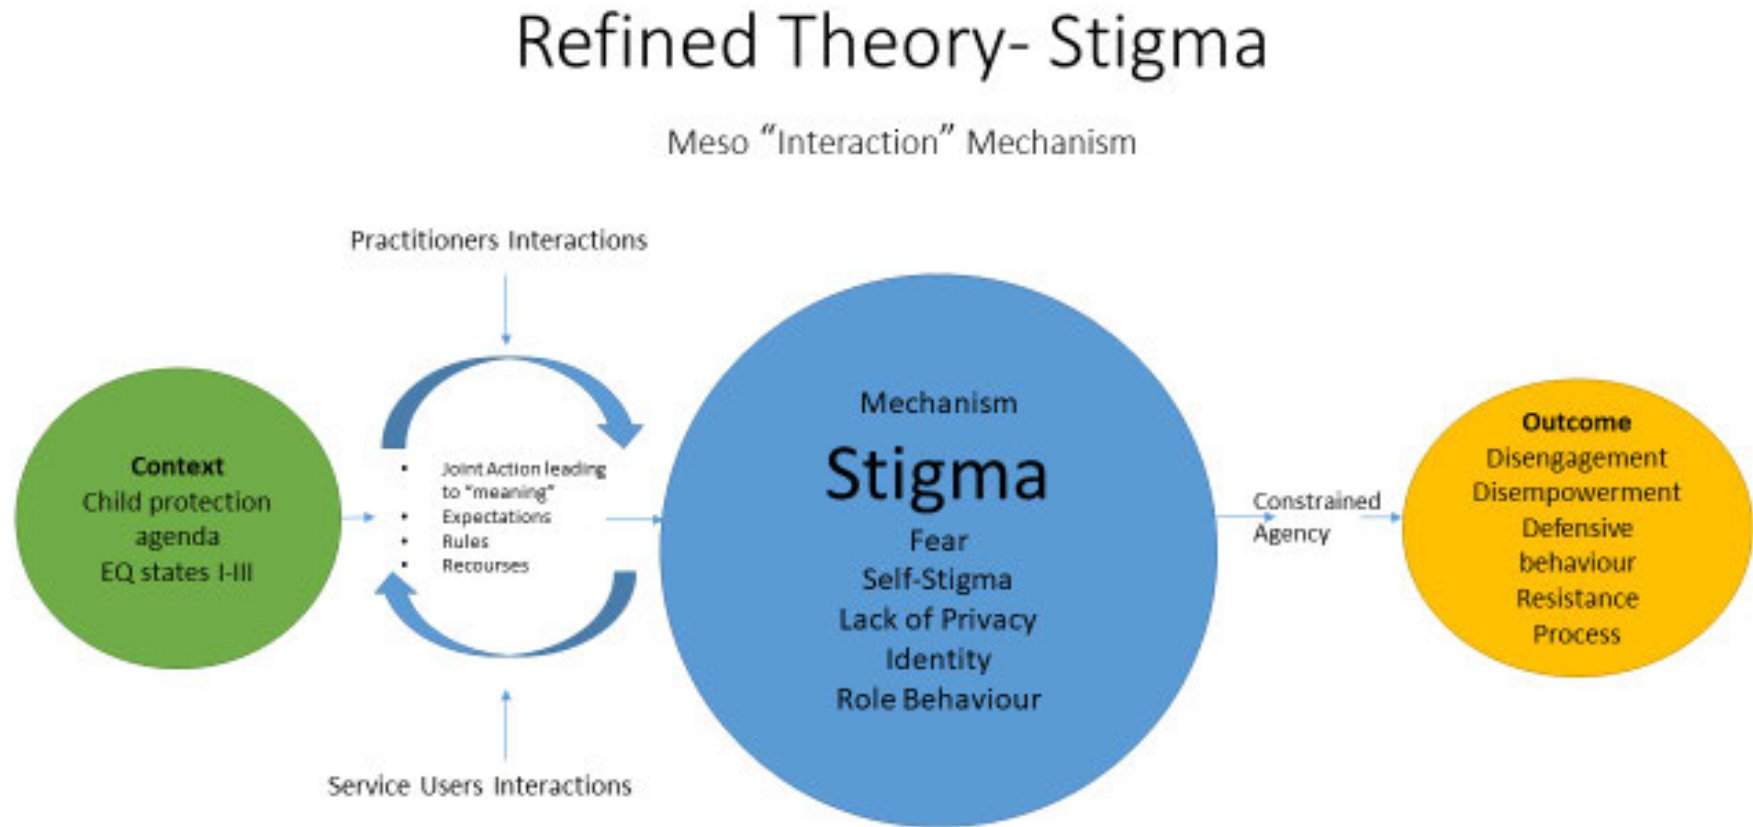 Refined Theory- Stigma
Meso “Interaction” Mechanism
Practitioners Interactions
Context
Child protection
agenda
EQ states I-III
• Joint Action leading
to “meaning”
• Expectations
• Rules
• Recourses
Service Users Interactions
Mechanism
Stigma
Fear
Self-Stigma
Lack of Privacy
Identity
Role Behaviour
Constrained
Agency
Outcome
Disengagement
Disempowerment
Defensive
behaviour
Resistance
Process